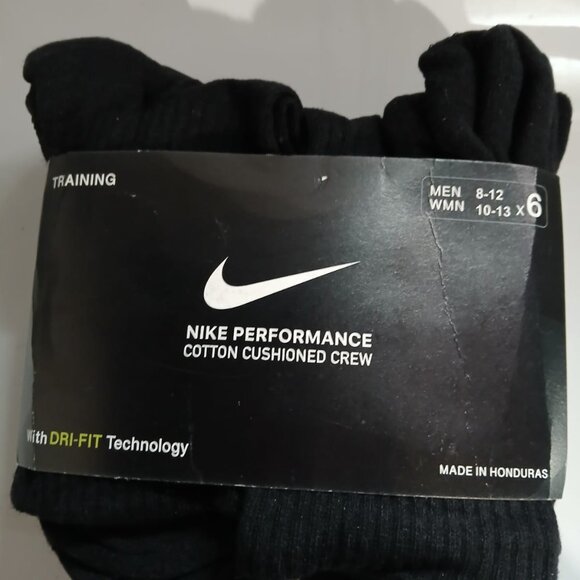 TRAINING
MEN 8-12
WMN 10-13 x6
NIKE PERFORMANCE
COTTON CUSHIONED CREW
With DRI-FIT Technology
MADE IN HONDURAS